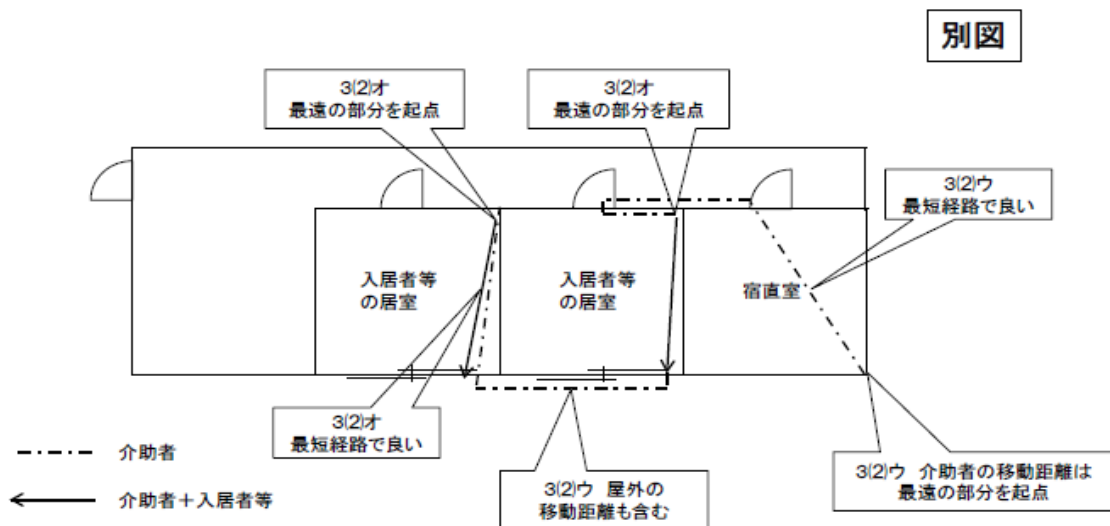 別図
3(2)オ
最遠の部分を起点
3(2)オ
最遠の部分を起点
3(2)ウ
最短経路で良い
入居者等
の居室
入居者等
の居室
宿直室
3(2)オ
最短経路で良い
介助者
介助者＋入居者等
3(2)ウ 屋外の
移動距離も含む
3(2)ウ 介助者の移動距離は
最遠の部分を起点